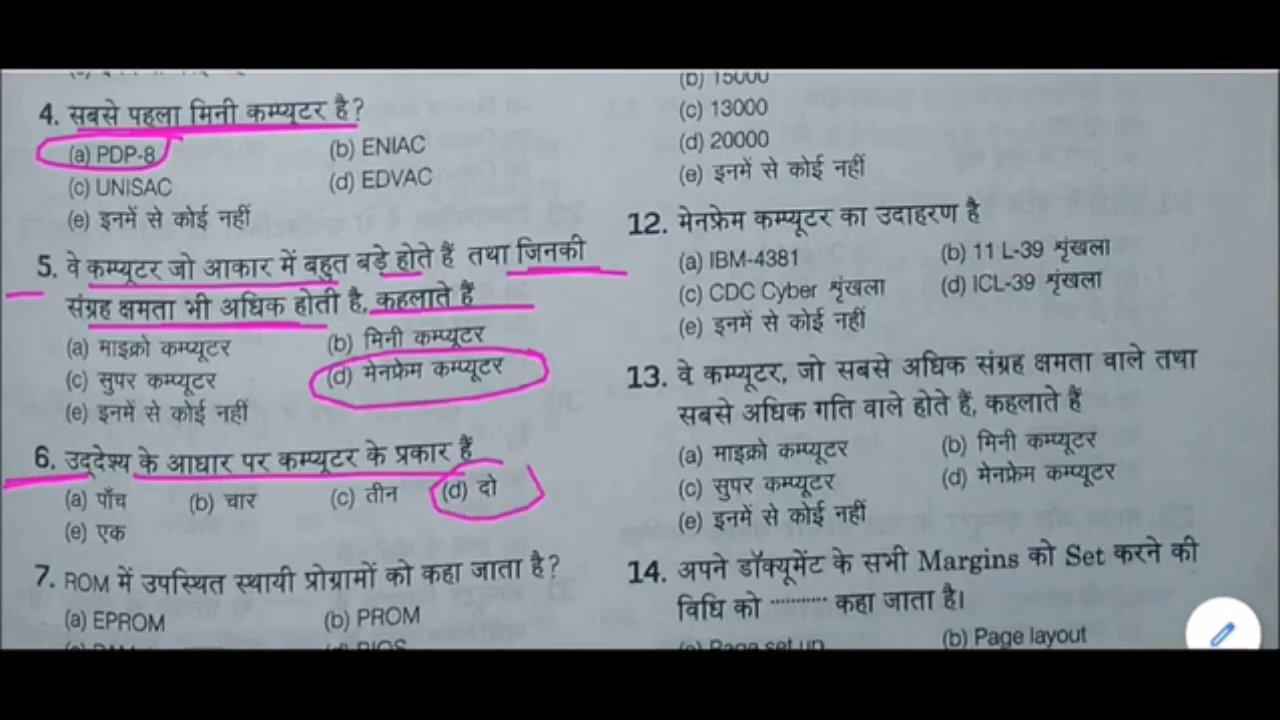 4. सबसे पहला मिनी कम्प्यूटर है?
(a) PDP-8 (b) ENIAC
(c) UNISAC (d) EDVAC
(e) इनमें से कोई नहीं
5. वे कम्प्यूटर जो आकार में बहुत बड़े होते हैं तथा जिनकी
संग्रह क्षमता भी अधिक होती है, कहलाते हैं
(a) माइक्रो कम्प्यूटर (b) मिनी कम्प्यूटर
(c) सुपर कम्प्यूटर (d) मेनफ्रेम कम्प्यूटर
(e) इनमें से कोई नहीं
6. उद्देश्य के आधार पर कम्प्यूटर के प्रकार हैं
(a) पाँच (b) चार (c) तीन (d) दो
(e) एक
7. ROM में उपस्थित स्थायी प्रोग्रामों को कहा जाता है?
(a) EPROM (b) PROM
(d) BIOS
(b) 15000
(c) 13000
(d) 20000
(e) इनमें से कोई नहीं
12. मेनफ्रेम कम्प्यूटर का उदाहरण है
(a) IBM-4381 (b) 11 L-39 शृंखला
(c) CDC Cyber शृंखला (d) ICL-39 शृंखला
(e) इनमें से कोई नहीं
13. वे कम्प्यूटर, जो सबसे अधिक संग्रह क्षमता वाले तथा
सबसे अधिक गति वाले होते हैं, कहलाते हैं
(a) माइक्रो कम्प्यूटर (b) मिनी कम्प्यूटर
(c) सुपर कम्प्यूटर (d) मेनफ्रेम कम्प्यूटर
(e) इनमें से कोई नहीं
14. अपने डॉक्यूमेंट के सभी Margins को Set करने की
विधि को ........... कहा जाता है।
(a) Page set up (b) Page layout